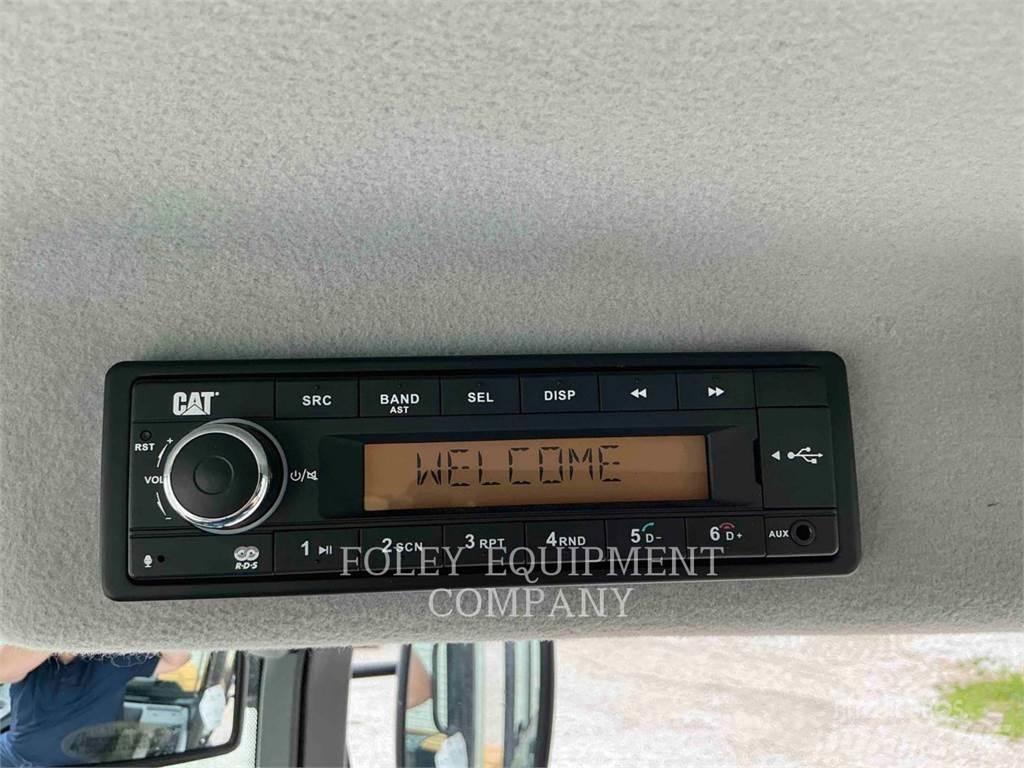 CAT
SRC
BAND
AST
SEL
DISP
RST
+
VOL
−
WELCOME
AUX
R·D·S
1
2 SCN
3 RPT
4 RND
5 D−
6 D+
FOLEY EQUIPMENT
COMPANY
CAT